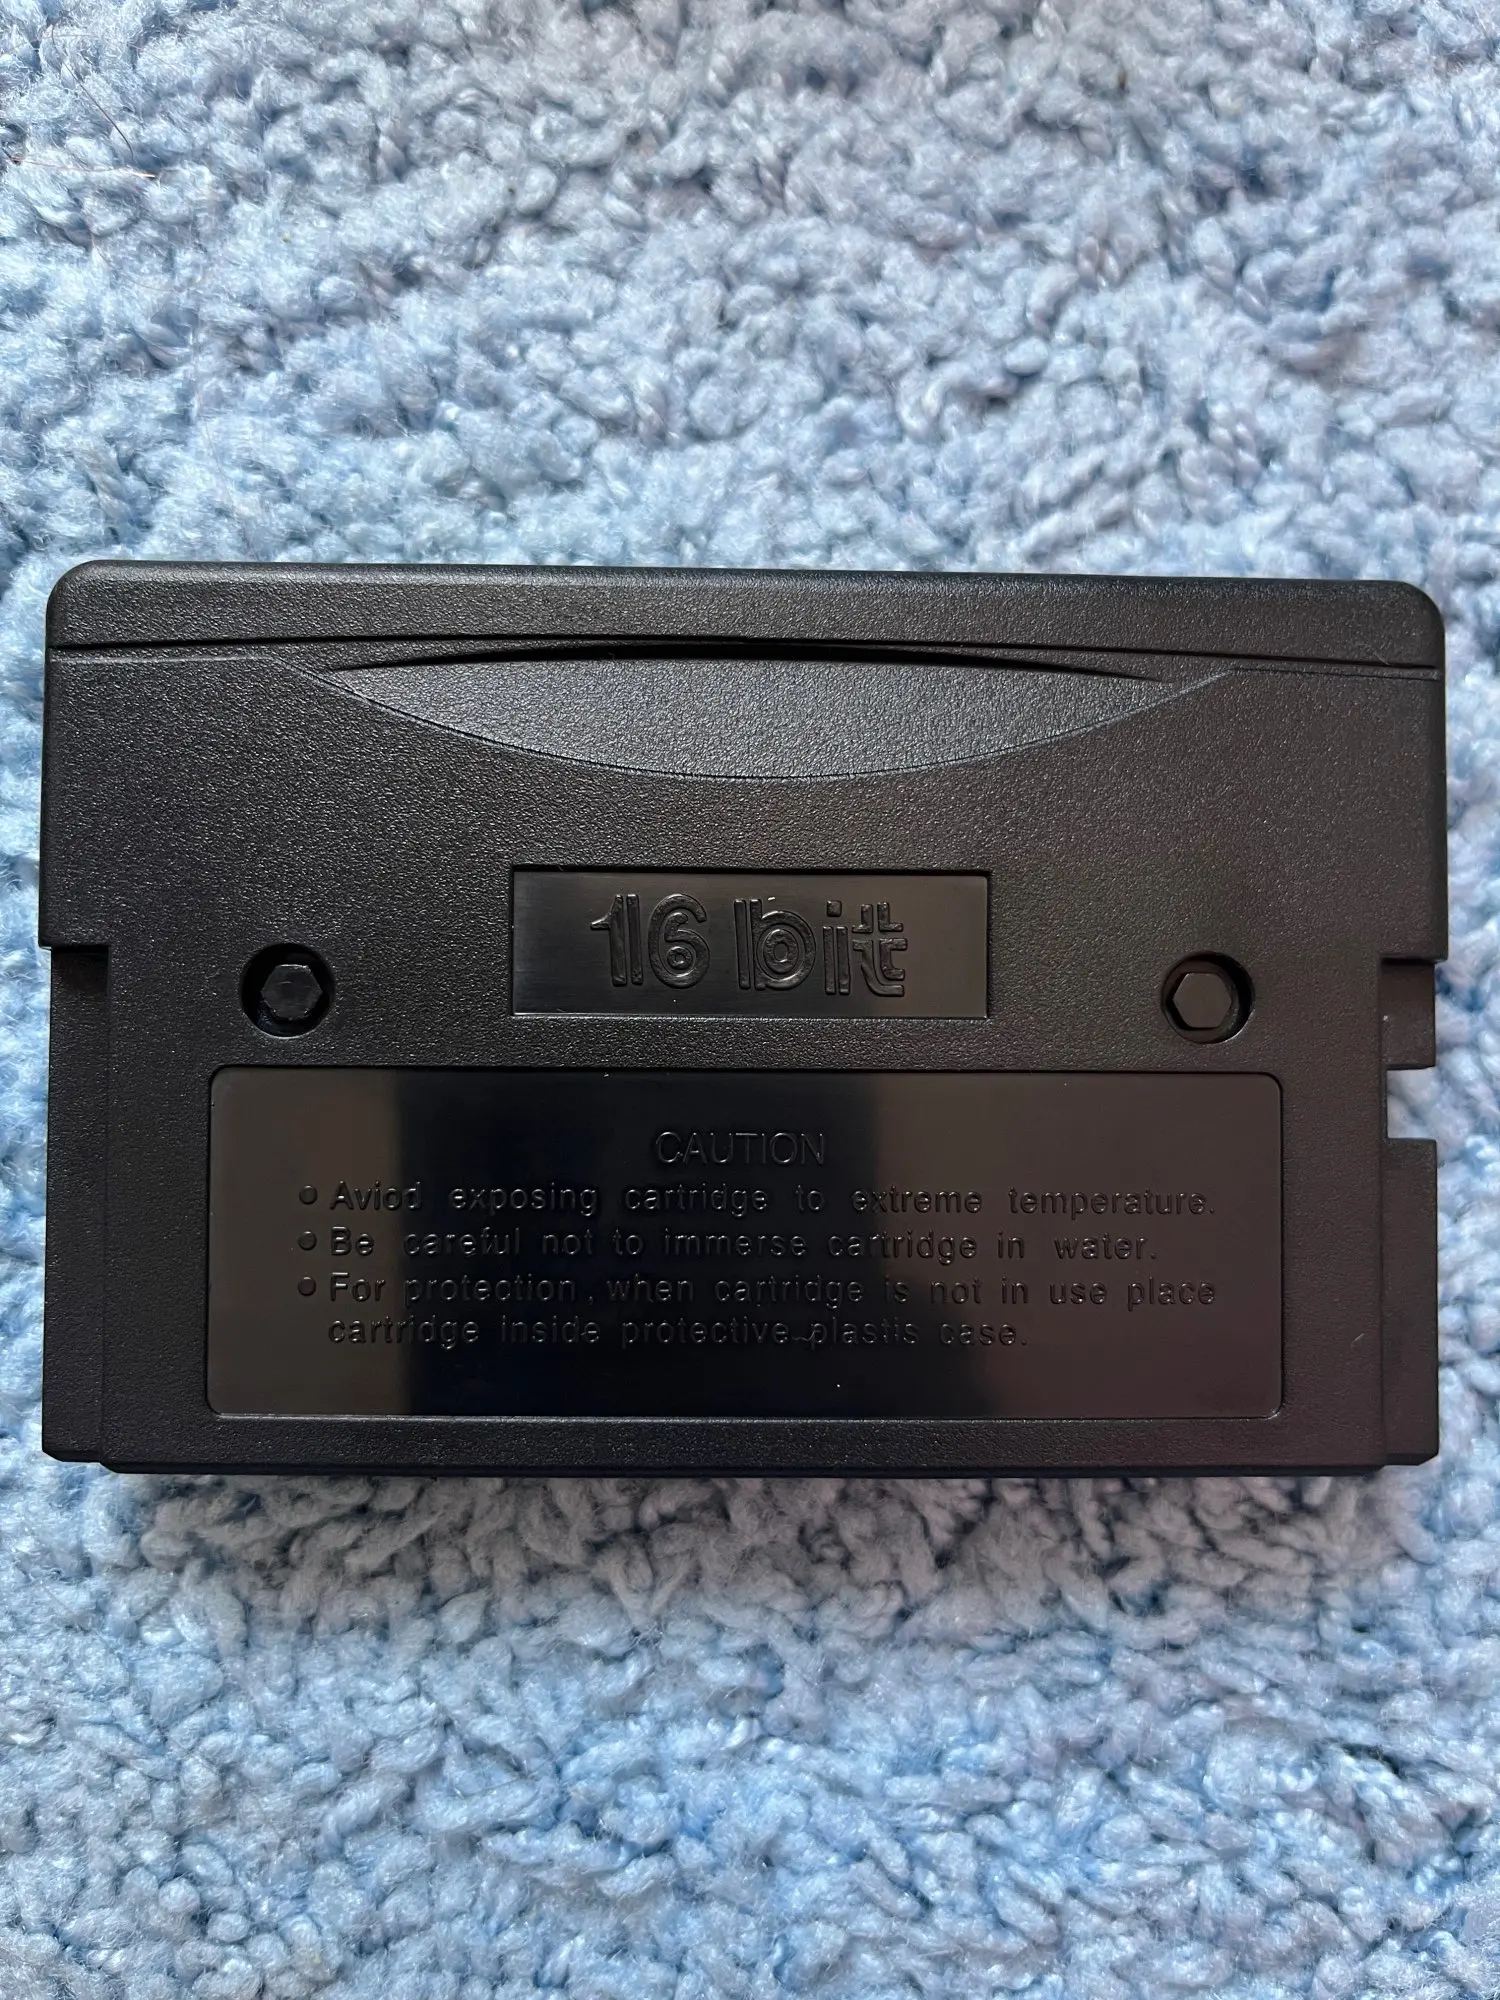 16 bit
CAUTION
• Aviod exposing cartridge to extreme temperature.
• Be careful not to immerse cartridge in water.
• For protection, when cartridge is not in use place
cartridge inside protective plastis case.